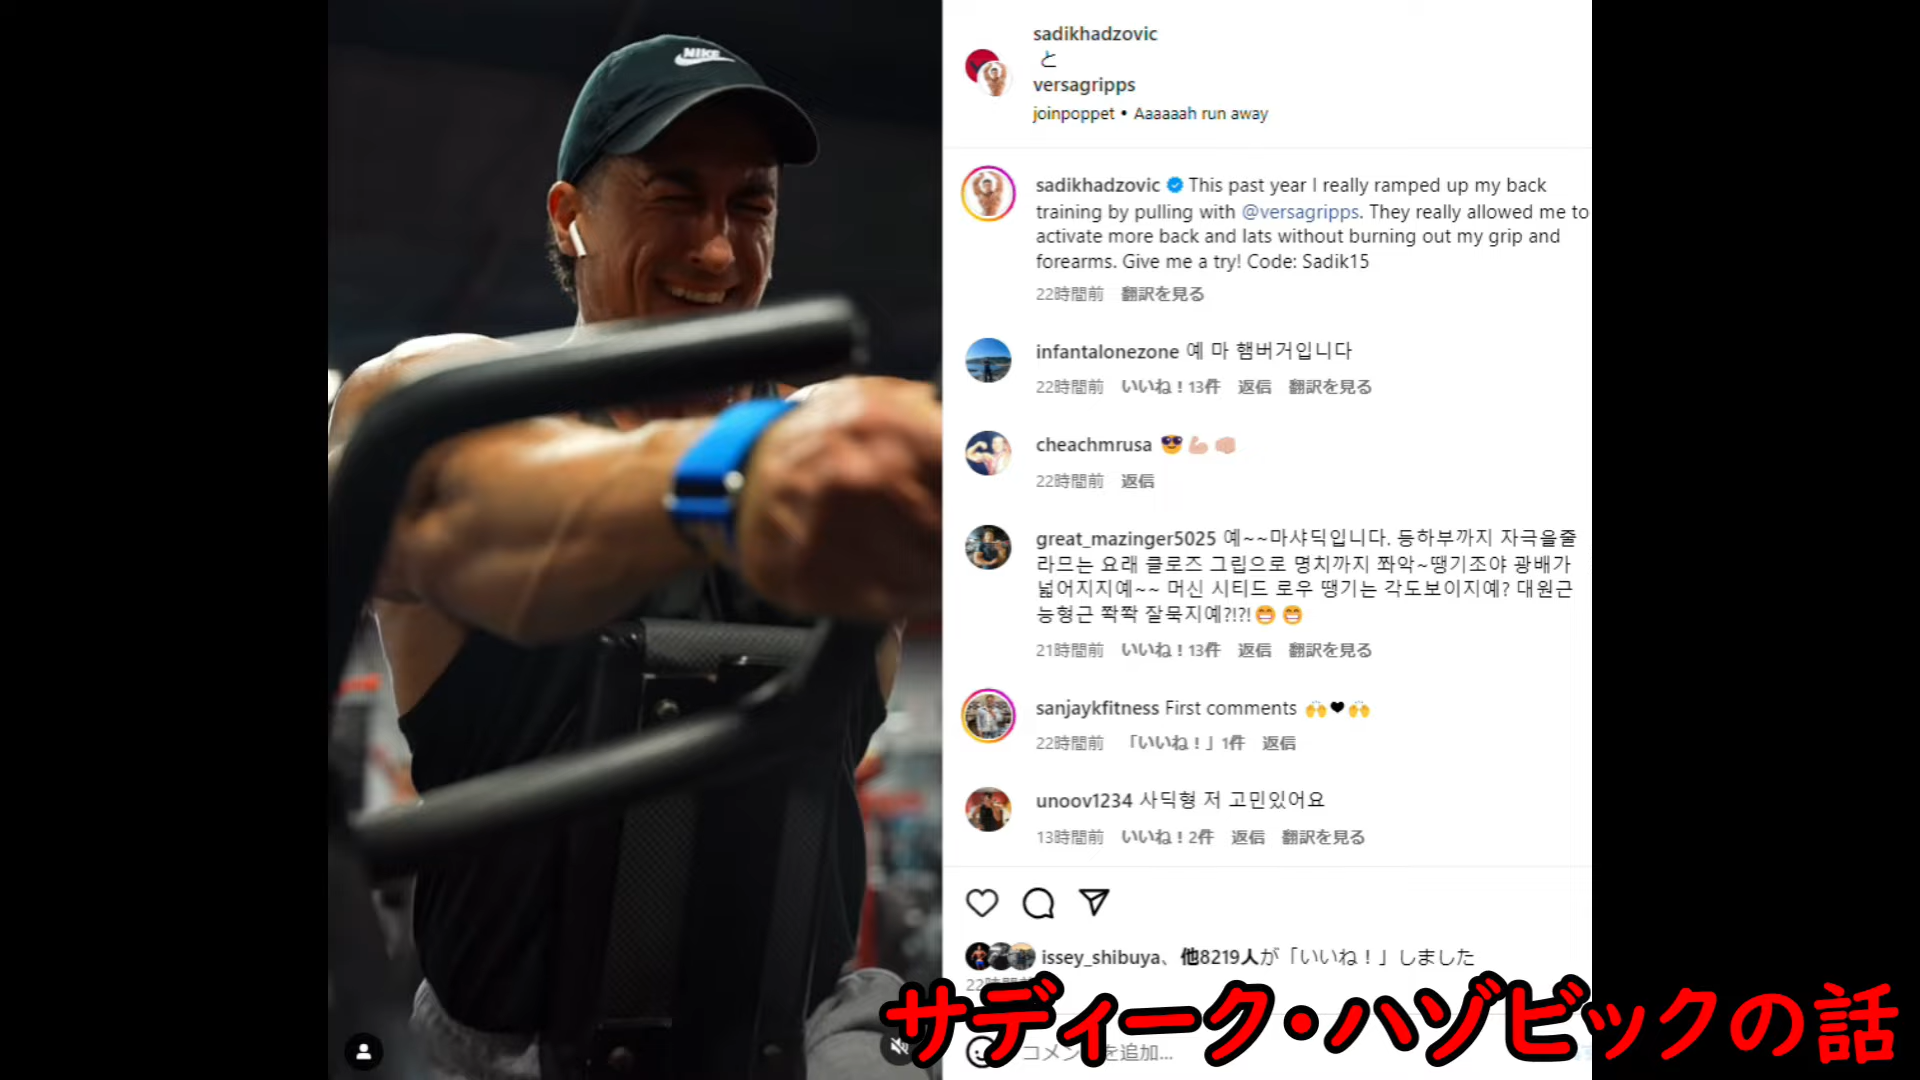 NIKE
sadikhadzovic
と
versagripps
joinpoppet • Aaaaaah run away
sadikhadzovic This past year I really ramped up my back
training by pulling with @versagripps. They really allowed me to
activate more back and lats without burning out my grip and
forearms. Give me a try! Code: Sadik15
22時間前 翻訳を見る
infantalonezone 예 마 햄버거입니다
22時間前 いいね！13件 返信 翻訳を見る
cheachmrusa 😎💪👊
22時間前 返信
great_mazinger5025 예~~마샤딕입니다. 등하부까지 자극을줄
라므는 요래 클로즈 그립으로 명치까지 쫘악~땡기조야 광배가
넓어지지예~~ 머신 시티드 로우 땡기는 각도보이지예? 대원근
능형근 쫙쫙 잘묵지예?!?!😁😁
21時間前 いいね！13件 返信 翻訳を見る
sanjaykfitness First comments 🙌❤🙌
22時間前 「いいね！」1件 返信
unoov1234 사딕형 저 고민있어요
13時間前 いいね！2件 返信 翻訳を見る
issey_shibuya、他8219人が「いいね！」しました
22時間
サディーク・ハゾビックの話
コメントを追加...